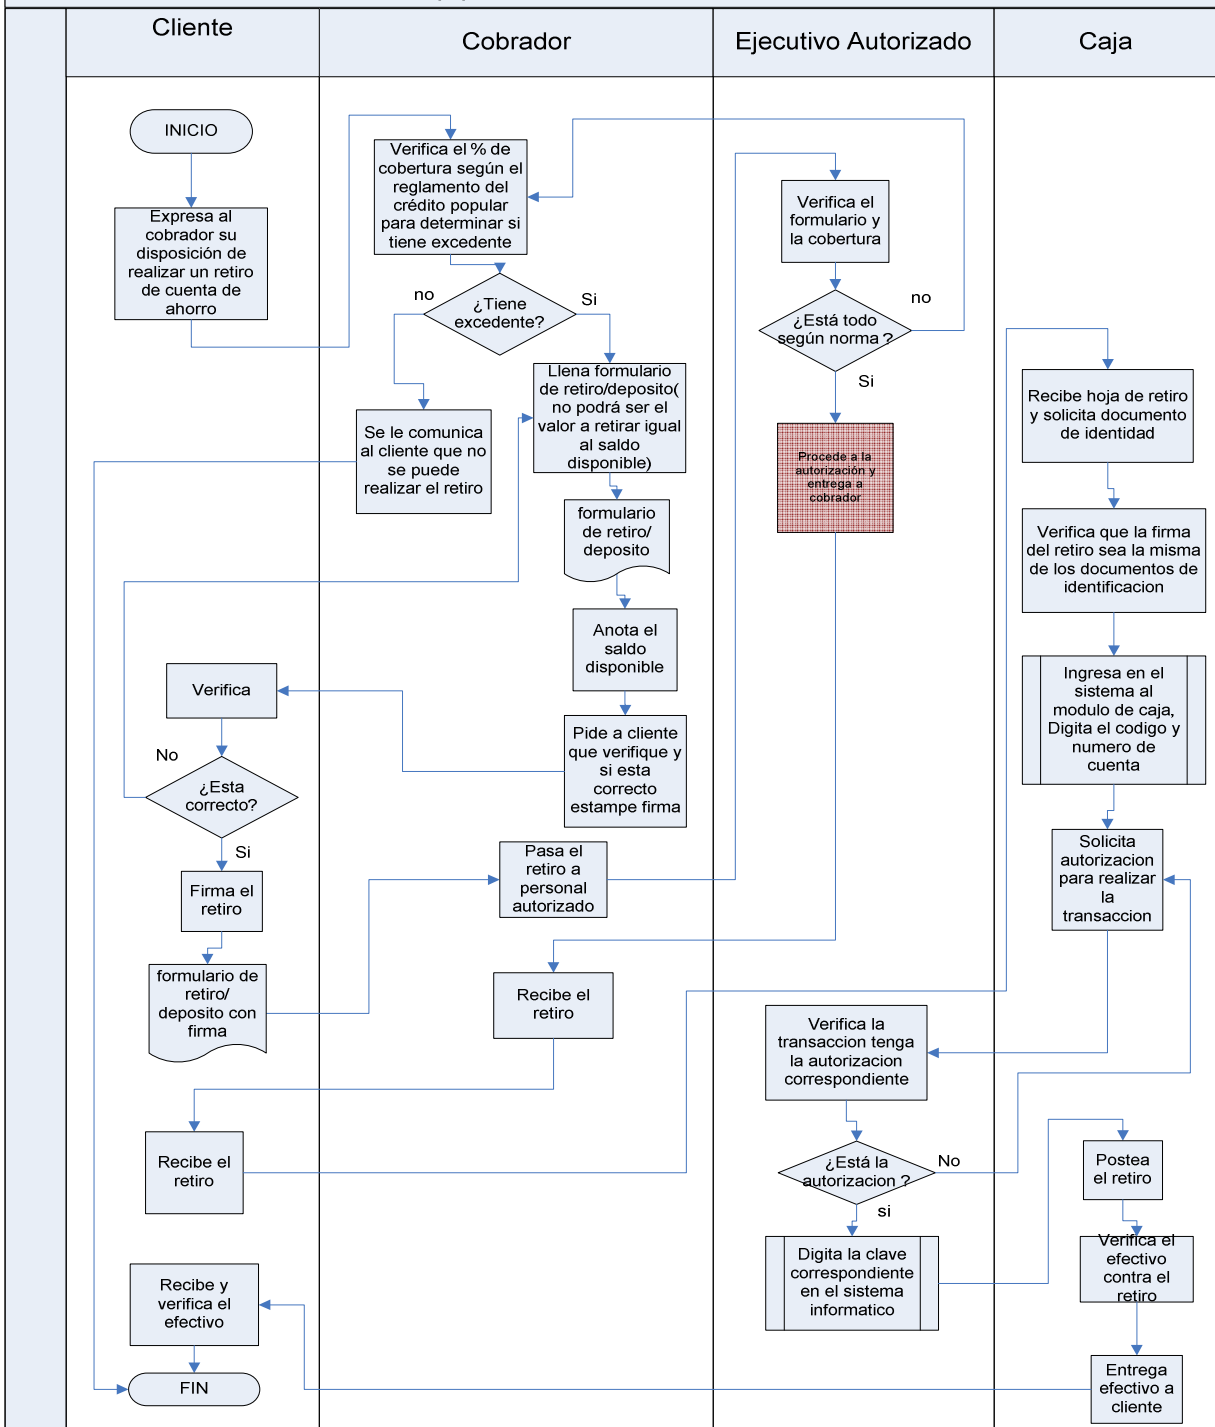 Cliente
Cobrador
Ejecutivo Autorizado
Caja
INICIO
Expresa al
cobrador su
disposición de
realizar un retiro
de cuenta de
ahorro
Verifica el % de
cobertura según el
reglamento del
crédito popular
para determinar si
tiene excedente
¿Tiene
excedente?
no
Si
Se le comunica
al cliente que no
se puede
realizar el retiro
Llena formulario
de retiro/deposito(
no podrá ser el
valor a retirar igual
al saldo
disponible)
formulario
de retiro/
deposito
Anota el
saldo
disponible
Pide a cliente
que verifique y
si esta
correcto
estampe firma
Verifica
No
¿Esta
correcto?
Si
Firma el
retiro
formulario de
retiro/
deposito con
firma
Pasa el
retiro a
personal
autorizado
Verifica el
formulario y
la cobertura
¿Está todo
según norma ?
no
Si
Procede a la
autorización y
entrega a
cobrador
Recibe el
retiro
Recibe el
retiro
Recibe hoja de retiro
y solicita documento
de identidad
Verifica que la firma
del retiro sea la misma
de los documentos de
identificacion
Ingresa en el
sistema al
modulo de caja,
Digita el codigo y
numero de
cuenta
Solicita
autorizacion
para realizar
la
transaccion
Verifica la
transaccion tenga
la autorizacion
correspondiente
¿Está la
autorizacion ?
No
si
Digita la clave
correspondiente
en el sistema
informatico
Postea
el retiro
Verifica el
efectivo
contra el
retiro
Entrega
efectivo a
cliente
Recibe y
verifica el
efectivo
FIN